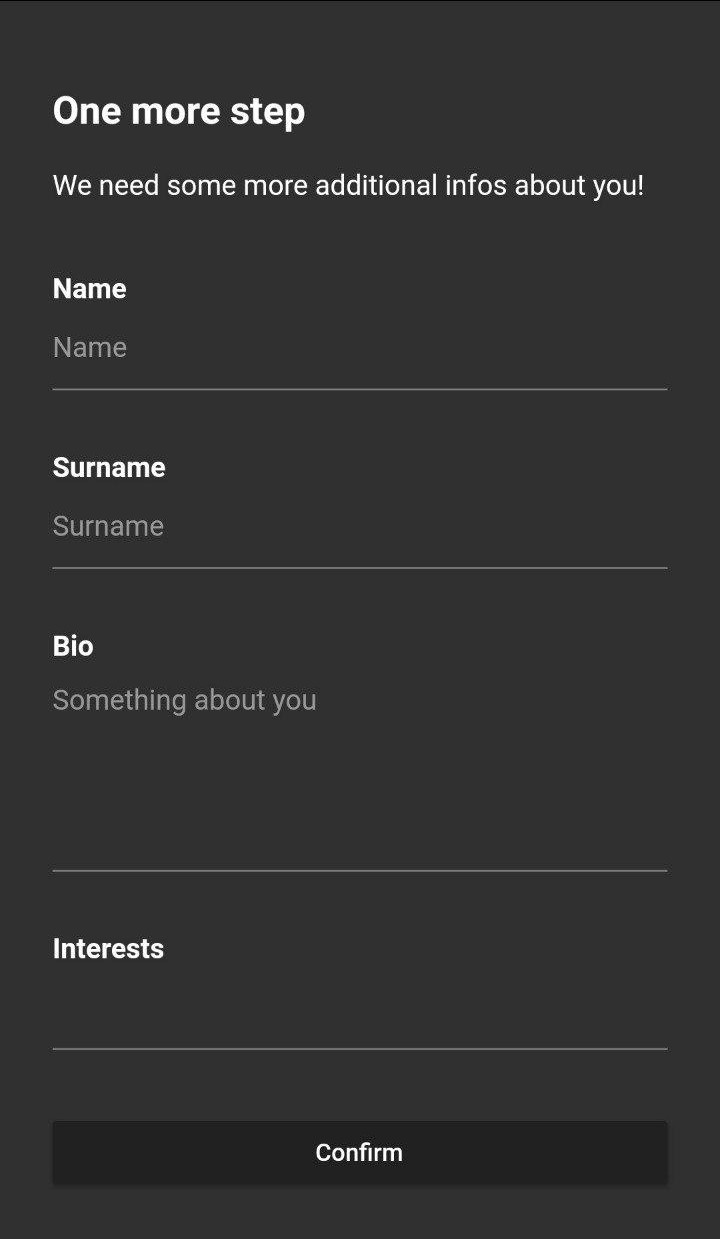 One more step
We need some more additional infos about you!
Name
Name
Surname
Surname
Bio
Something about you
Interests
Confirm